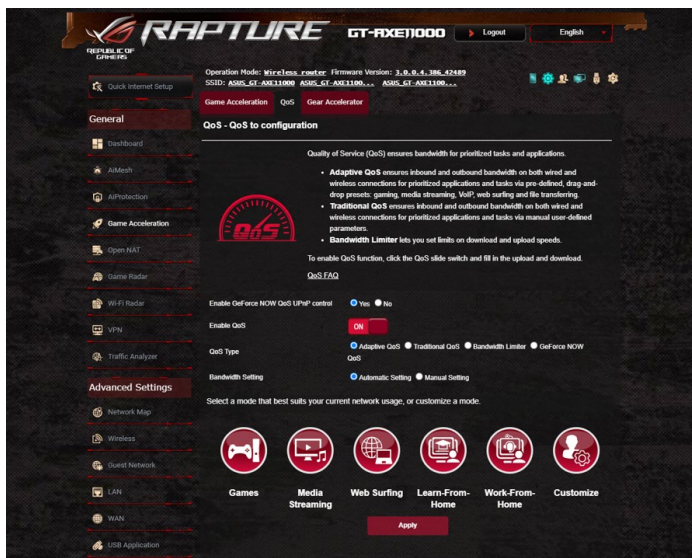 REPUBLIC OF
GAMERS
RAPTURE
GT-AXE11000
Logout
English
Quick Internet Setup
Operation Mode: Wireless router Firmware Version: 3.0.0.4.386_42489
SSID: ASUS_GT-AXE11000 ASUS_GT-AXE1100... ASUS_GT-AXE1100...
Game Acceleration QoS Gear Accelerator
General
Dashboard
AiMesh
AiProtection
Game Acceleration
Open NAT
Game Radar
Wi-Fi Radar
VPN
Traffic Analyzer
Advanced Settings
Network Map
Wireless
Guest Network
LAN
WAN
USB Application
QoS - QoS to configuration
QoS
Quality of Service (QoS) ensures bandwidth for prioritized tasks and applications.
• Adaptive QoS ensures inbound and outbound bandwidth on both wired and
wireless connections for prioritized applications and tasks via pre-defined, drag-and-
drop presets: gaming, media streaming, VoIP, web surfing and file transferring.
• Traditional QoS ensures inbound and outbound bandwidth on both wired and
wireless connections for prioritized applications and tasks via manual user-defined
parameters.
• Bandwidth Limiter lets you set limits on download and upload speeds.
To enable QoS function, click the QoS slide switch and fill in the upload and download.
QoS FAQ
Enable GeForce NOW QoS UPnP control Yes No
Enable QoS ON
QoS Type Adaptive QoS Traditional QoS Bandwidth Limiter GeForce NOW
QoS
Bandwidth Setting Automatic Setting Manual Setting
Select a mode that best suits your current network usage, or customize a mode.
Games
Media
Streaming
Web Surfing
Learn-From-
Home
Work-From-
Home
Customize
Apply